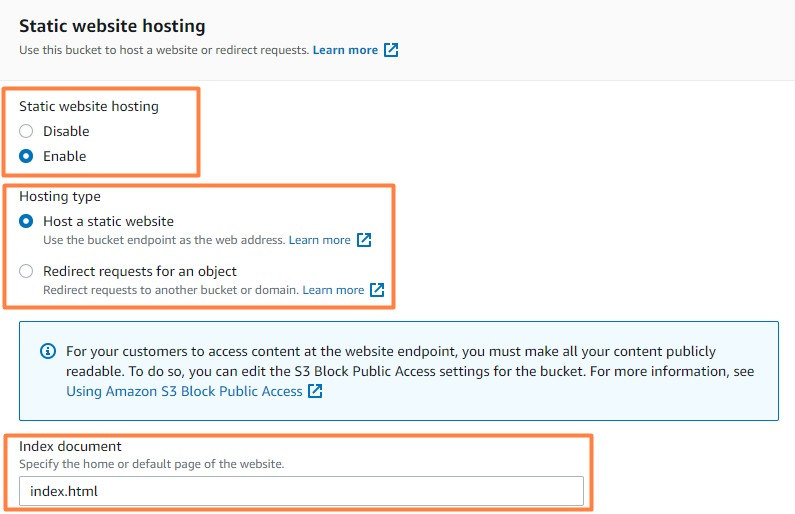 Static website hosting
Use this bucket to host a website or redirect requests. Learn more
Static website hosting
Disable
Enable
Hosting type
Host a static website
Use the bucket endpoint as the web address. Learn more
Redirect requests for an object
Redirect requests to another bucket or domain. Learn more
For your customers to access content at the website endpoint, you must make all your content publicly
readable. To do so, you can edit the S3 Block Public Access settings for the bucket. For more information, see
Using Amazon S3 Block Public Access
Index document
Specify the home or default page of the website.
index.html